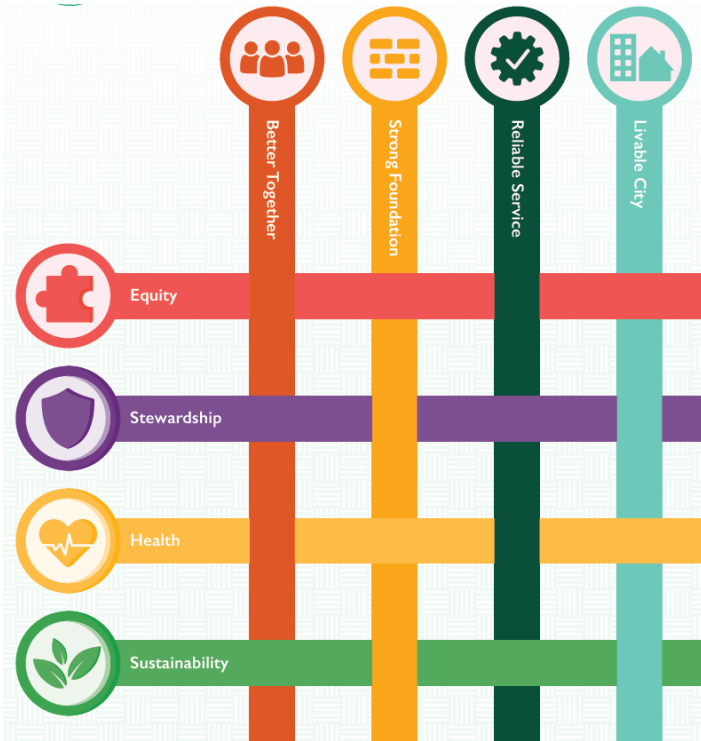 Better Together
Strong Foundation
Reliable Service
Livable City
Equity
Stewardship
Health
Sustainability